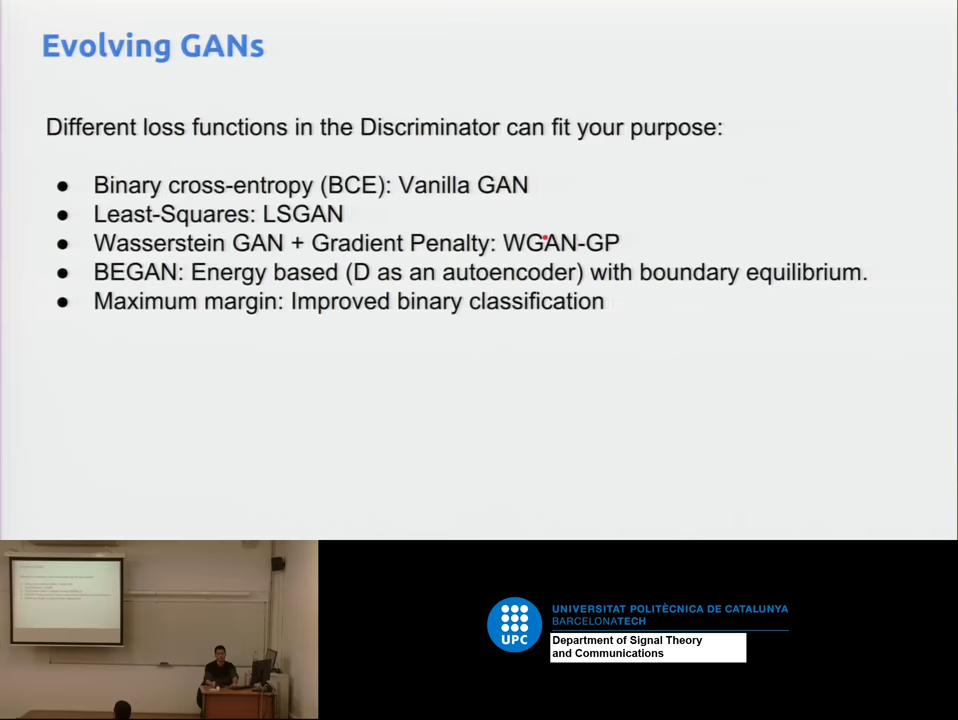 Evolving GANs
Different loss functions in the Discriminator can fit your purpose:
● Binary cross-entropy (BCE): Vanilla GAN
● Least-Squares: LSGAN
● Wasserstein GAN + Gradient Penalty: WGAN-GP
● BEGAN: Energy based (D as an autoencoder) with boundary equilibrium.
● Maximum margin: Improved binary classification
UPC
UNIVERSITAT POLITÈCNICA DE CATALUNYA
BARCELONATECH
Department of Signal Theory
and Communications